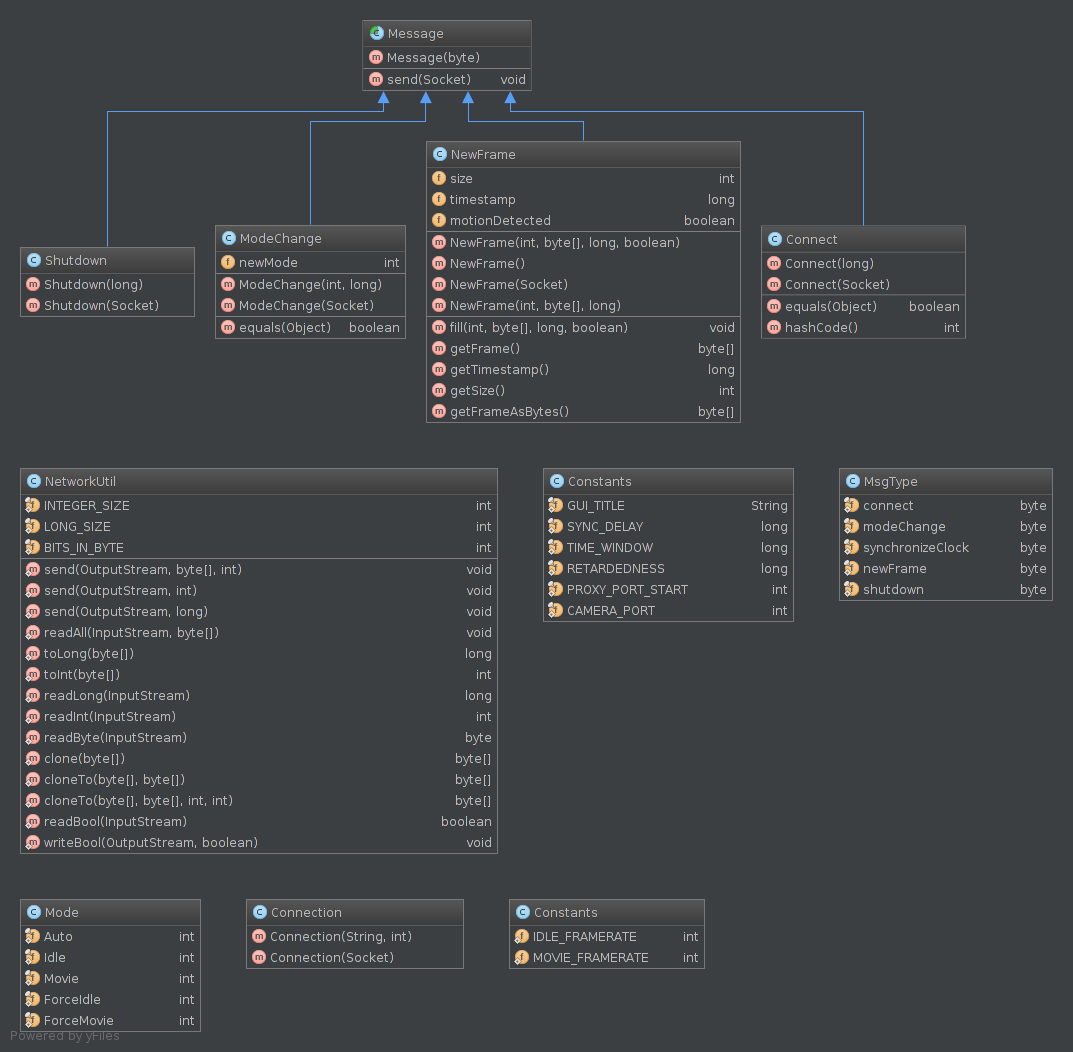 Message
Message(byte)
send(Socket) void
NewFrame
size int
timestamp long
motionDetected boolean
NewFrame(int, byte[], long, boolean)
NewFrame()
NewFrame(Socket)
NewFrame(int, byte[], long)
fill(int, byte[], long, boolean) void
getFrame() byte[]
getTimestamp() long
getSize() int
getFrameAsBytes() byte[]
Shutdown
Shutdown(long)
Shutdown(Socket)
ModeChange
newMode int
ModeChange(int, long)
ModeChange(Socket)
equals(Object) boolean
Connect
Connect(long)
Connect(Socket)
equals(Object) boolean
hashCode() int
NetworkUtil
INTEGER_SIZE int
LONG_SIZE int
BITS_IN_BYTE int
send(OutputStream, byte[], int) void
send(OutputStream, int) void
send(OutputStream, long) void
readAll(InputStream, byte[]) void
toLong(byte[]) long
toInt(byte[]) int
readLong(InputStream) long
readInt(InputStream) int
readByte(InputStream) byte
clone(byte[]) byte[]
cloneTo(byte[], byte[]) byte[]
cloneTo(byte[], byte[], int, int) byte[]
readBool(InputStream) boolean
writeBool(OutputStream, boolean) void
Constants
GUI_TITLE String
SYNC_DELAY long
TIME_WINDOW long
RETARDEDNESS long
PROXY_PORT_START int
CAMERA_PORT int
MsgType
connect byte
modeChange byte
synchronizeClock byte
newFrame byte
shutdown byte
Mode
Auto int
Idle int
Movie int
ForceIdle int
ForceMovie int
Connection
Connection(String, int)
Connection(Socket)
Constants
IDLE_FRAMERATE int
MOVIE_FRAMERATE int
Powered by yFiles